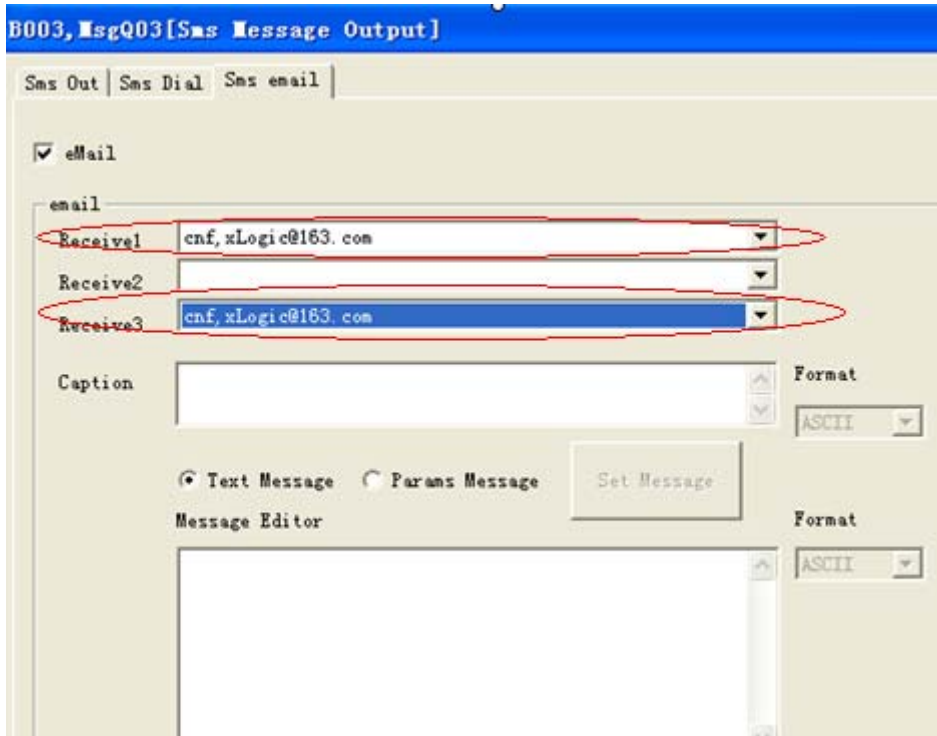 B003,MsgQ03[Sms Message Output]
Sms Out Sms Dial Sms email
eMail
email
Receive1 cnf,xLogic@163.com
Receive2
Receive3 cnf,xLogic@163.com
Caption Format
ASCII
Text Message Params Message Set Message
Message Editor Format
ASCII